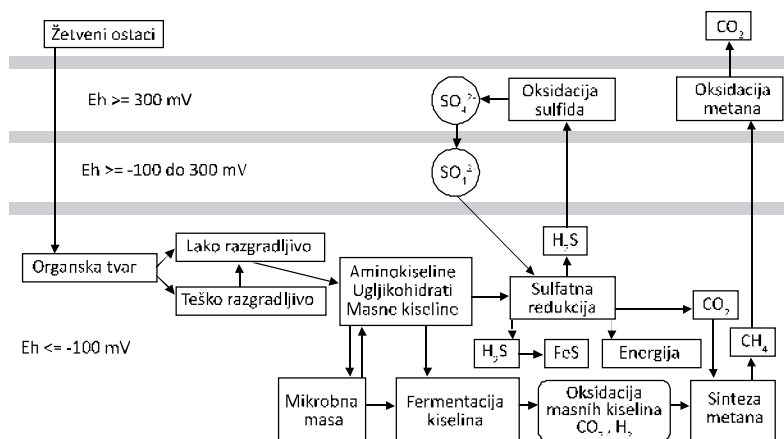 Žetveni ostaci
CO2
Eh >= 300 mV
SO4 2-
Oksidacija
sulfida
Oksidacija
metana
Eh >= -100 do 300 mV
SO4 2-
H2S
Organska tvar
Lako razgradljivo
Teško razgradljivo
Aminokiseline
Ugljikohidrati
Masne kiseline
Sulfatna
redukcija
CO2
Eh <= -100 mV
H2S
FeS
Energija
CH4
Mikrobna
masa
Fermentacija
kiselina
Oksidacija
masnih kiselina
CO2, H2
Sinteza
metana